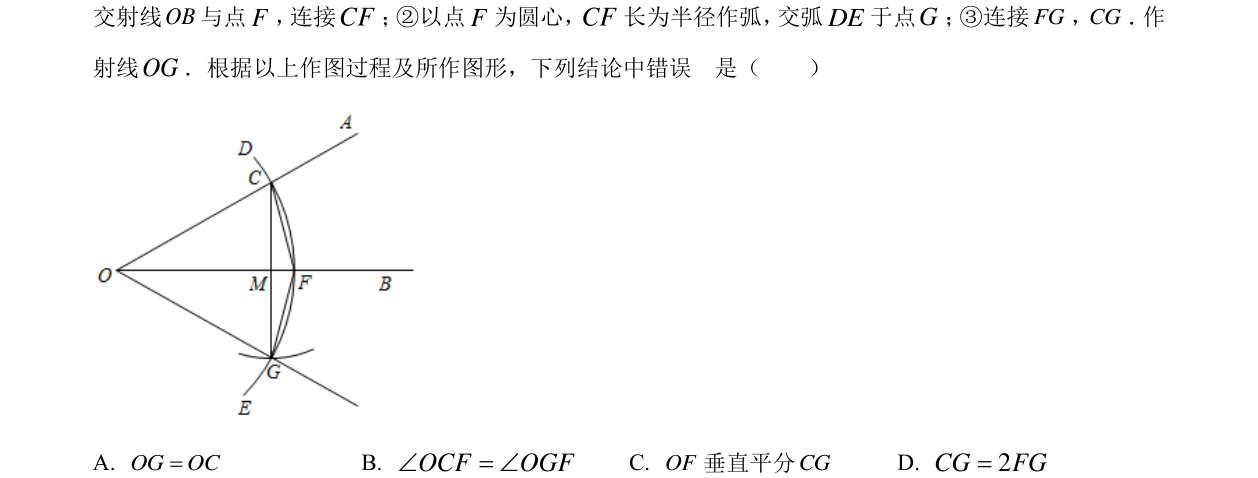 交射线OB与点F，连接CF；②以点F为圆心，CF长为半径作弧，交弧DE于点G；③连接FG，CG．作
射线OG．根据以上作图过程及所作图形，下列结论中错误 是（  ）
A
D
C
O
M
F
B
G
E
A. OG=OC B. ∠OCF=∠OGF C. OF垂直平分CG D. CG=2FG